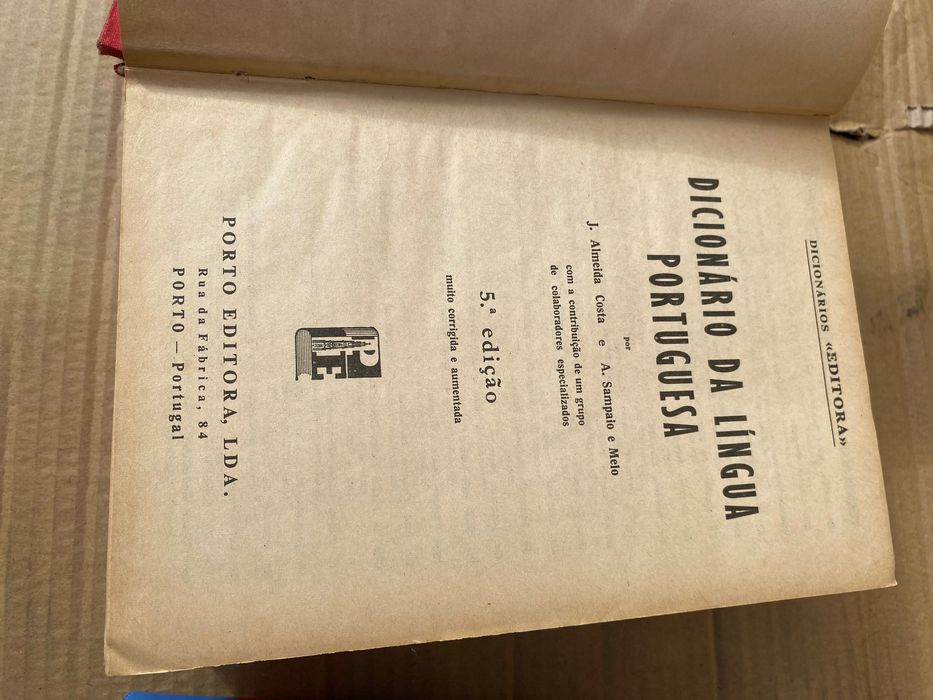 DICIONÁRIOS «EDITORA»
DICIONÁRIO DA LÍNGUA
PORTUGUESA
por
J. Almeida Costa e A. Sampaio e Melo
com a contribuição de um grupo
de colaboradores especializados
5.ª edição
muito corrigida e aumentada
PE
PORTO EDITORA, LDA.
Rua da Fábrica, 84
PORTO — Portugal